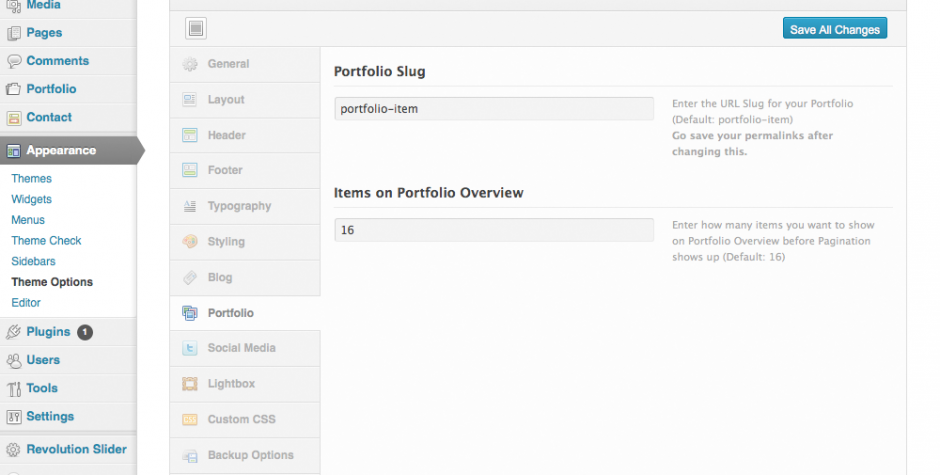 Media
Pages
Comments
Portfolio
Contact
Appearance
Themes
Widgets
Menus
Theme Check
Sidebars
Theme Options
Editor
Plugins 1
Users
Tools
Settings
Revolution Slider
Save All Changes
General
Layout
Header
Footer
Typography
Styling
Blog
Portfolio
Social Media
Lightbox
Custom CSS
Backup Options
Portfolio Slug
portfolio-item
Enter the URL Slug for your Portfolio
(Default: portfolio-item)
Go save your permalinks after
changing this.
Items on Portfolio Overview
16
Enter how many items you want to show
on Portfolio Overview before Pagination
shows up (Default: 16)